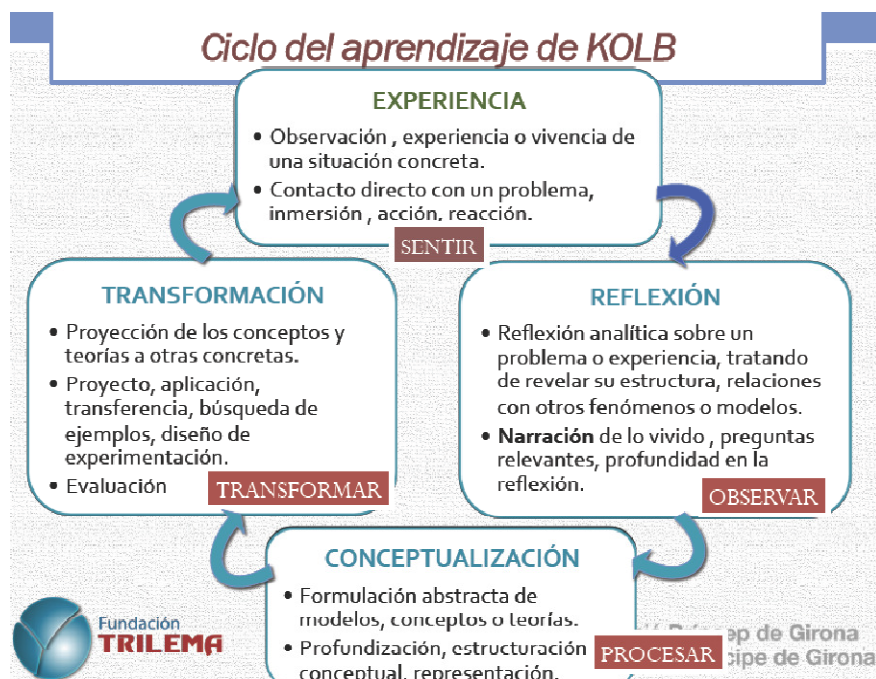 Ciclo del aprendizaje de KOLB
EXPERIENCIA
• Observación , experiencia o vivencia de
una situación concreta.
• Contacto directo con un problema,
inmersión , acción, reacción.
SENTIR
TRANSFORMACIÓN
• Proyección de los conceptos y
teorías a otras concretas.
• Proyecto, aplicación,
transferencia, búsqueda de
ejemplos, diseño de
experimentación.
• Evaluación
TRANSFORMAR
REFLEXIÓN
• Reflexión analítica sobre un
problema o experiencia, tratando
de revelar su estructura, relaciones
con otros fenómenos o modelos.
• Narración de lo vivido , preguntas
relevantes, profundidad en la
reflexión.
OBSERVAR
CONCEPTUALIZACIÓN
• Formulación abstracta de
modelos, conceptos o teorías.
• Profundización, estructuración
conceptual, representación.
PROCESAR
Fundación
TRILEMA
de Girona
de Girona